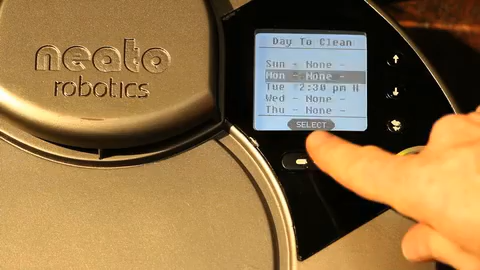 neato
robotics
Day To Clean
Sun - None -
Mon - None -
Tue 2:30 pm
Wed - None -
Thu - None -
SELECT